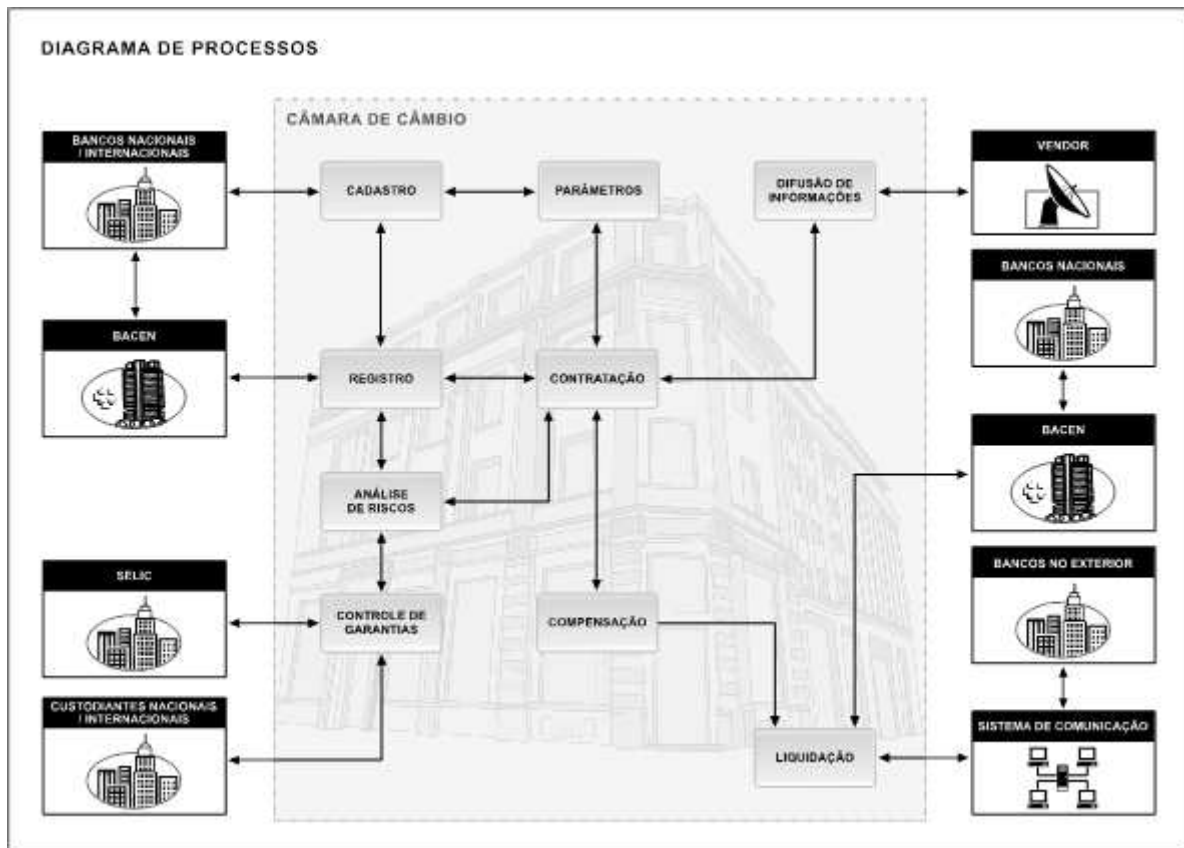 DIAGRAMA DE PROCESSOS
CÂMARA DE CÂMBIO
BANCOS NACIONAIS
/ INTERNACIONAIS
CADASTRO
PARÂMETROS
DIFUSÃO DE
INFORMAÇÕES
VENDOR
BANCOS NACIONAIS
BACEN
REGISTRO
CONTRATAÇÃO
BACEN
ANÁLISE
DE RISCOS
BANCOS NO EXTERIOR
SELIC
CONTROLE DE
GARANTIAS
COMPENSAÇÃO
CUSTODIANTES NACIONAIS
/ INTERNACIONAIS
LIQUIDAÇÃO
SISTEMA DE COMUNICAÇÃO